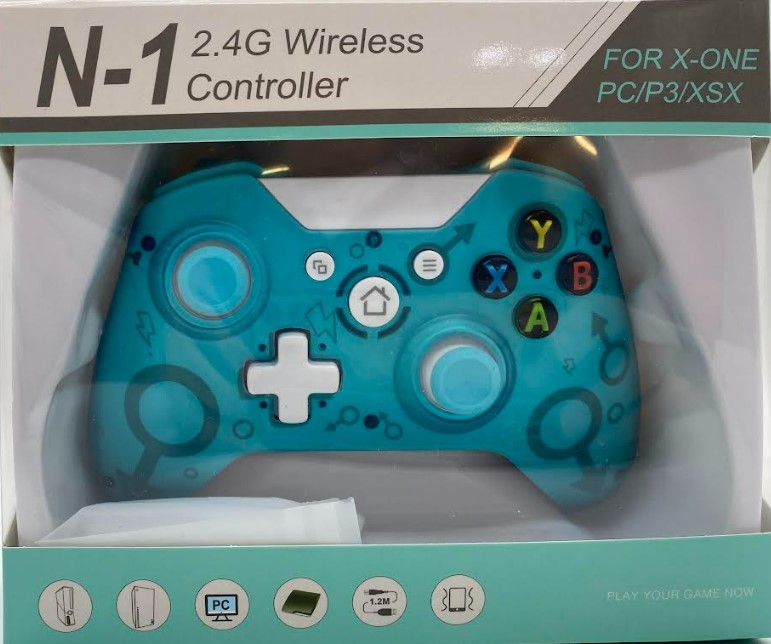 N-1 2.4G Wireless
Controller
FOR X-ONE
PC/P3/XSX
Y
X B
A
PC
1.2M
PLAY YOUR GAME NOW